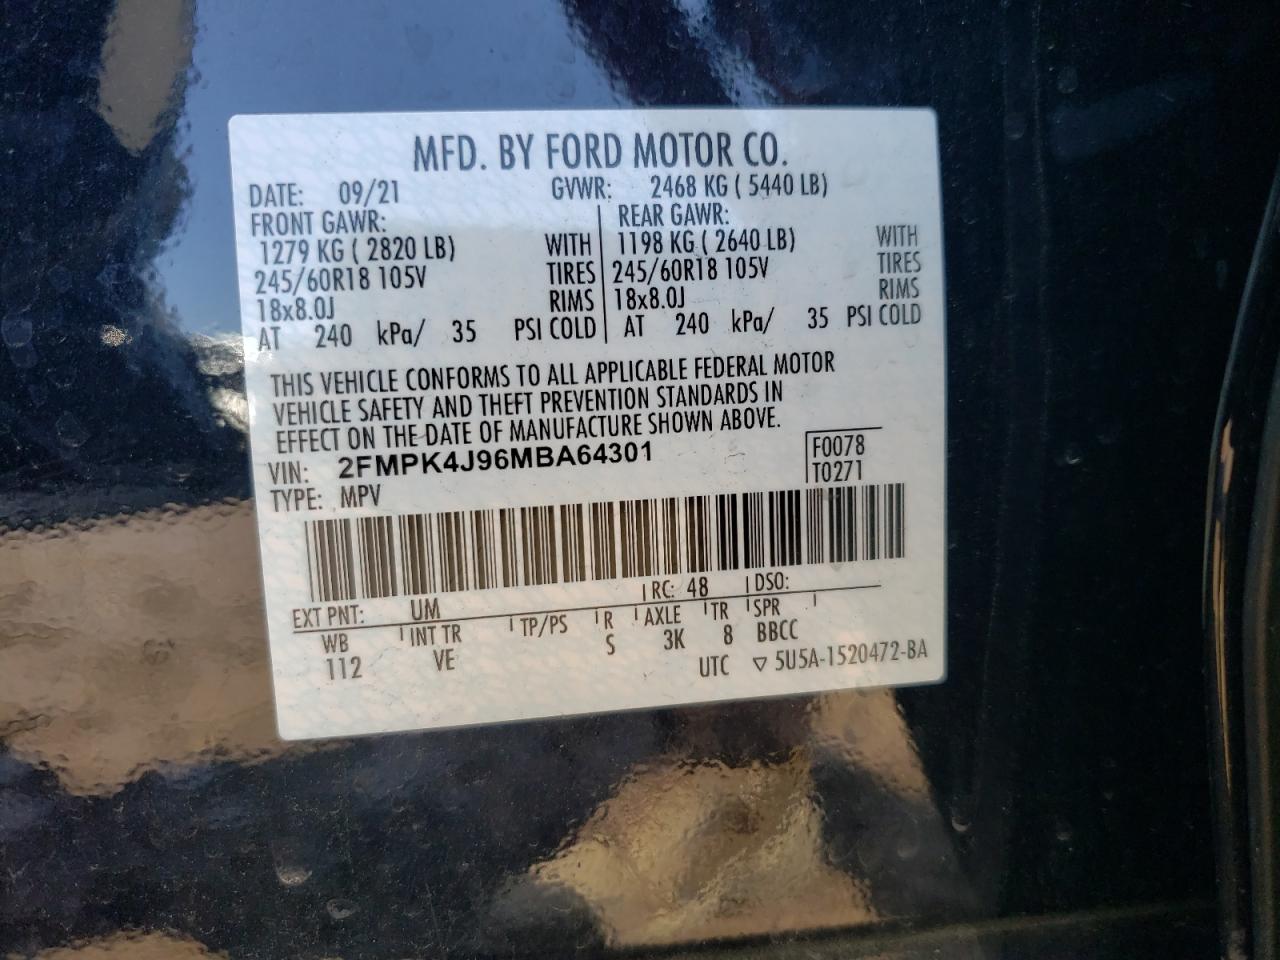 MFD. BY FORD MOTOR CO.
DATE: 09/21 GVWR: 2468 KG ( 5440 LB)
FRONT GAWR: REAR GAWR:
1279 KG ( 2820 LB) WITH 1198 KG ( 2640 LB) WITH
245/60R18 105V TIRES 245/60R18 105V TIRES
18x8.0J RIMS 18x8.0J RIMS
AT 240 kPa/ 35 PSI COLD AT 240 kPa/ 35 PSI COLD
THIS VEHICLE CONFORMS TO ALL APPLICABLE FEDERAL MOTOR
VEHICLE SAFETY AND THEFT PREVENTION STANDARDS IN
EFFECT ON THE DATE OF MANUFACTURE SHOWN ABOVE.
VIN: 2FMPK4J96MBA64301 F0078
TYPE: MPV T0271
EXT PNT: UM RC: 48 DSO:
WB INT TR TP/PS R AXLE TR SPR
112 VE S 3K 8 BBCC
UTC ▽ 5U5A-1520472-BA